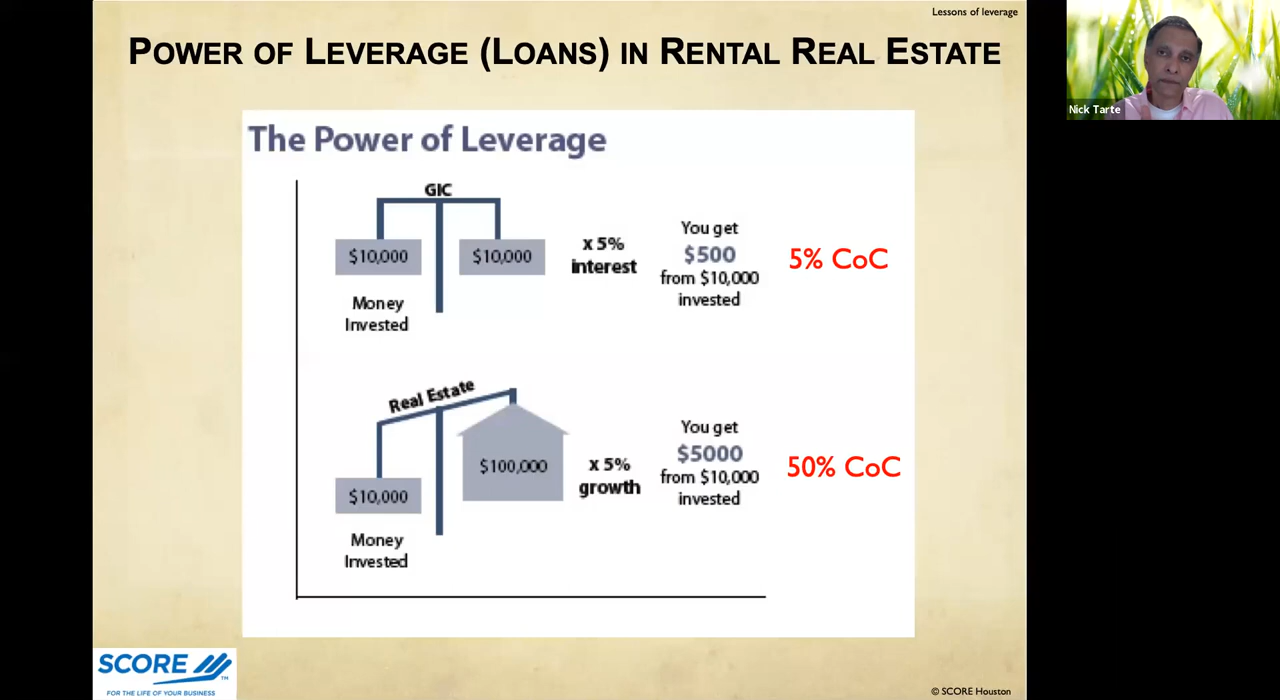 Lessons of leverage
POWER OF LEVERAGE (LOANS) IN RENTAL REAL ESTATE
Nick Tarte
The Power of Leverage
GIC
$10,000
$10,000
Money
Invested
x 5%
interest
You get
$500
from $10,000
invested
5% CoC
Real Estate
$10,000
$100,000
Money
Invested
x 5%
growth
You get
$5000
from $10,000
invested
50% CoC
SCORE
TM
FOR THE LIFE OF YOUR BUSINESS
© SCORE Houston